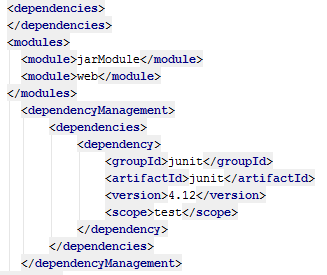 <dependencies>
</dependencies>
<modules>
<module>jarModule</module>
<module>web</module>
</modules>
<dependencyManagement>
<dependencies>
<dependency>
<groupId>junit</groupId>
<artifactId>junit</artifactId>
<version>4.12</version>
<scope>test</scope>
</dependency>
</dependencies>
</dependencyManagement>